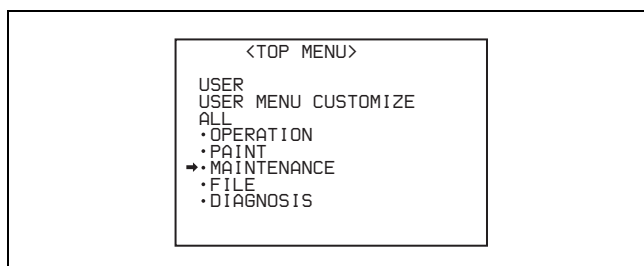 <TOP MENU>
USER
USER MENU CUSTOMIZE
ALL
·OPERATION
·PAINT
➡·MAINTENANCE
·FILE
·DIAGNOSIS